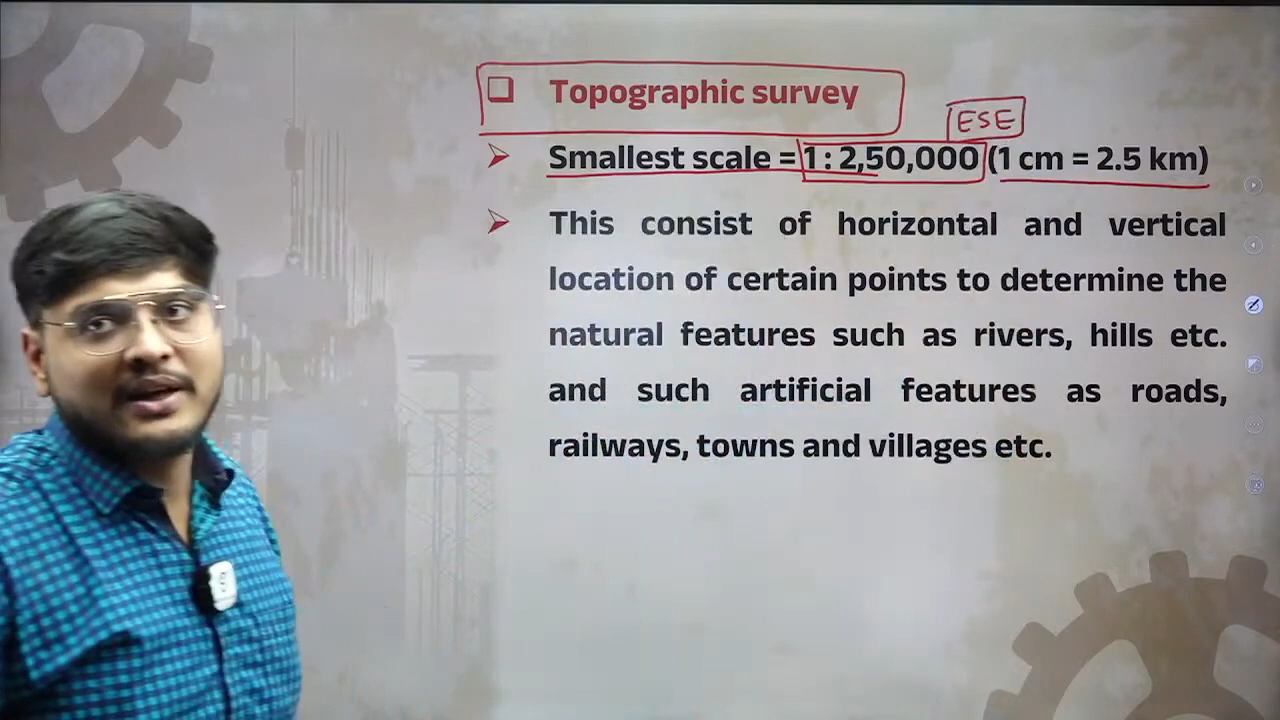 Topographic survey
ESE
Smallest scale = 1 : 2,50,000 (1 cm = 2.5 km)
This consist of horizontal and vertical
location of certain points to determine the
natural features such as rivers, hills etc.
and such artificial features as roads,
railways, towns and villages etc.